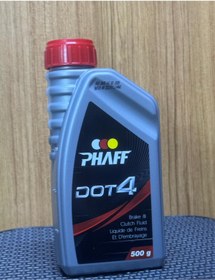 PHAFF
DOT4
Brake &
Clutch Fluid
Liquide de Freins
Et D'embrayage
500 g